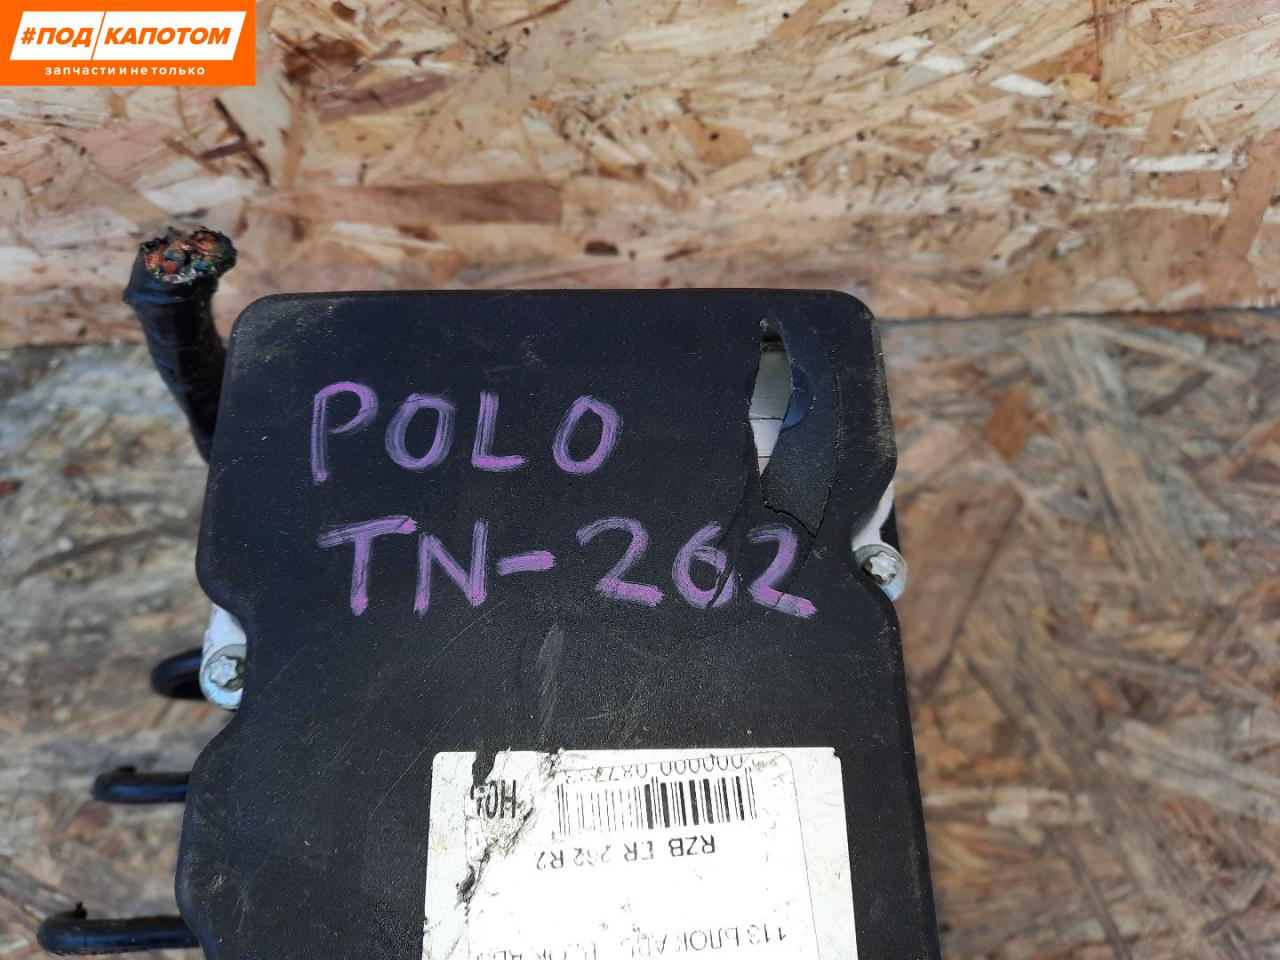 #ПОД КАПОТОМ
запчасти и не только
POLO
TN-262
RZB ER 262 R2